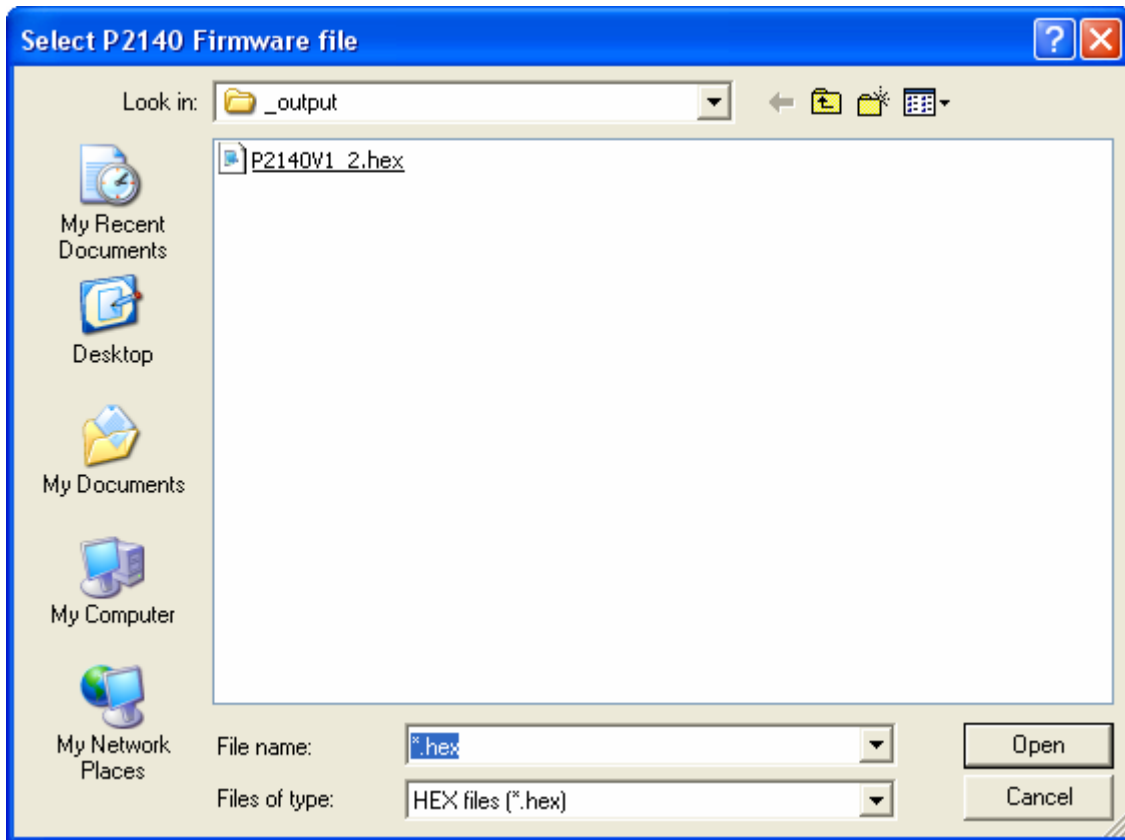 Select P2140 Firmware file
Look in:
_output
P2140V1_2.hex
My Recent
Documents
Desktop
My Documents
My Computer
My Network
Places
File name:
*.hex
Open
Files of type:
HEX files (*.hex)
Cancel